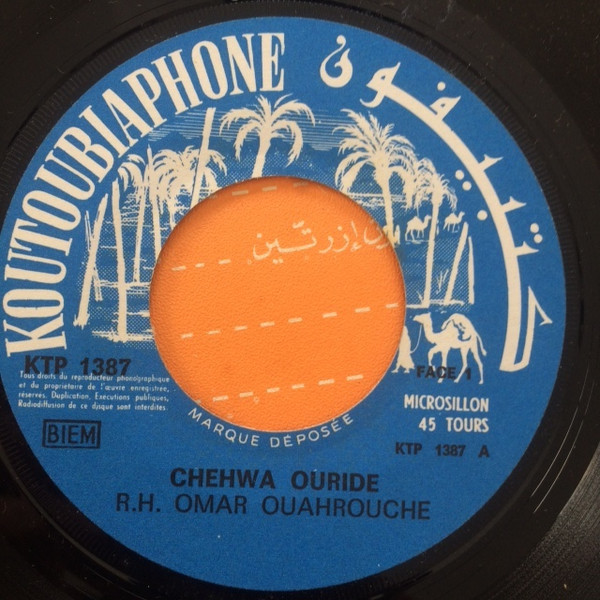 KOUTOUBIAPHONE
كتبيفون
KTP 1387
Tous droits du reproducteur phonographique
et du propriétaire de l'œuvre enregistrée,
réservés. Duplication, Exécutions publiques,
Radiodiffusion de ce disque sont interdites.
BIEM
MARQUE DÉPOSÉE
FACE 1
MICROSILLON
45 TOURS
KTP 1387 A
CHEHWA OURIDE
R.H. OMAR OUAHROUCHE